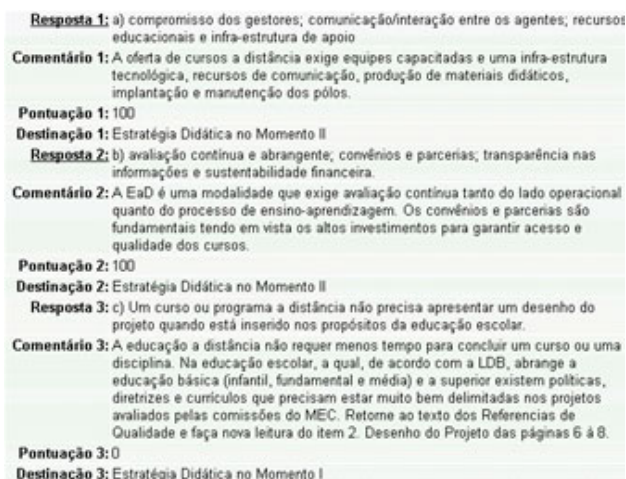 Resposta 1: a) compromisso dos gestores; comunicação/interação entre os agentes; recursos
educacionais e infra-estrutura de apoio
Comentário 1: A oferta de cursos a distância exige equipes capacitadas e uma infra-estrutura
tecnológica, recursos de comunicação, produção de materiais didáticos,
implantação e manutenção dos pólos.
Pontuação 1: 100
Destinação 1: Estratégia Didática no Momento II
Resposta 2: b) avaliação contínua e abrangente; convênios e parcerias; transparência nas
informações e sustentabilidade financeira.
Comentário 2: A EaD é uma modalidade que exige avaliação contínua tanto do lado operacional
quanto do processo de ensino-aprendizagem. Os convênios e parcerias são
fundamentais tendo em vista os altos investimentos para garantir acesso e
qualidade dos cursos.
Pontuação 2: 100
Destinação 2: Estratégia Didática no Momento II
Resposta 3: c) Um curso ou programa a distância não precisa apresentar um desenho do
projeto quando está inserido nos propósitos da educação escolar.
Comentário 3: A educação a distância não requer menos tempo para concluir um curso ou uma
disciplina. Na educação escolar, a qual, de acordo com a LDB, abrange a
educação básica (infantil, fundamental e média) e a superior existem políticas,
diretrizes e currículos que precisam estar muito bem delimitadas nos projetos
avaliados pelas comissões do MEC. Retorne ao texto dos Referencias de
Qualidade e faça nova leitura do item 2. Desenho do Projeto das páginas 6 à 8.
Pontuação 3: 0
Destinação 3: Estratégia Didática no Momento I